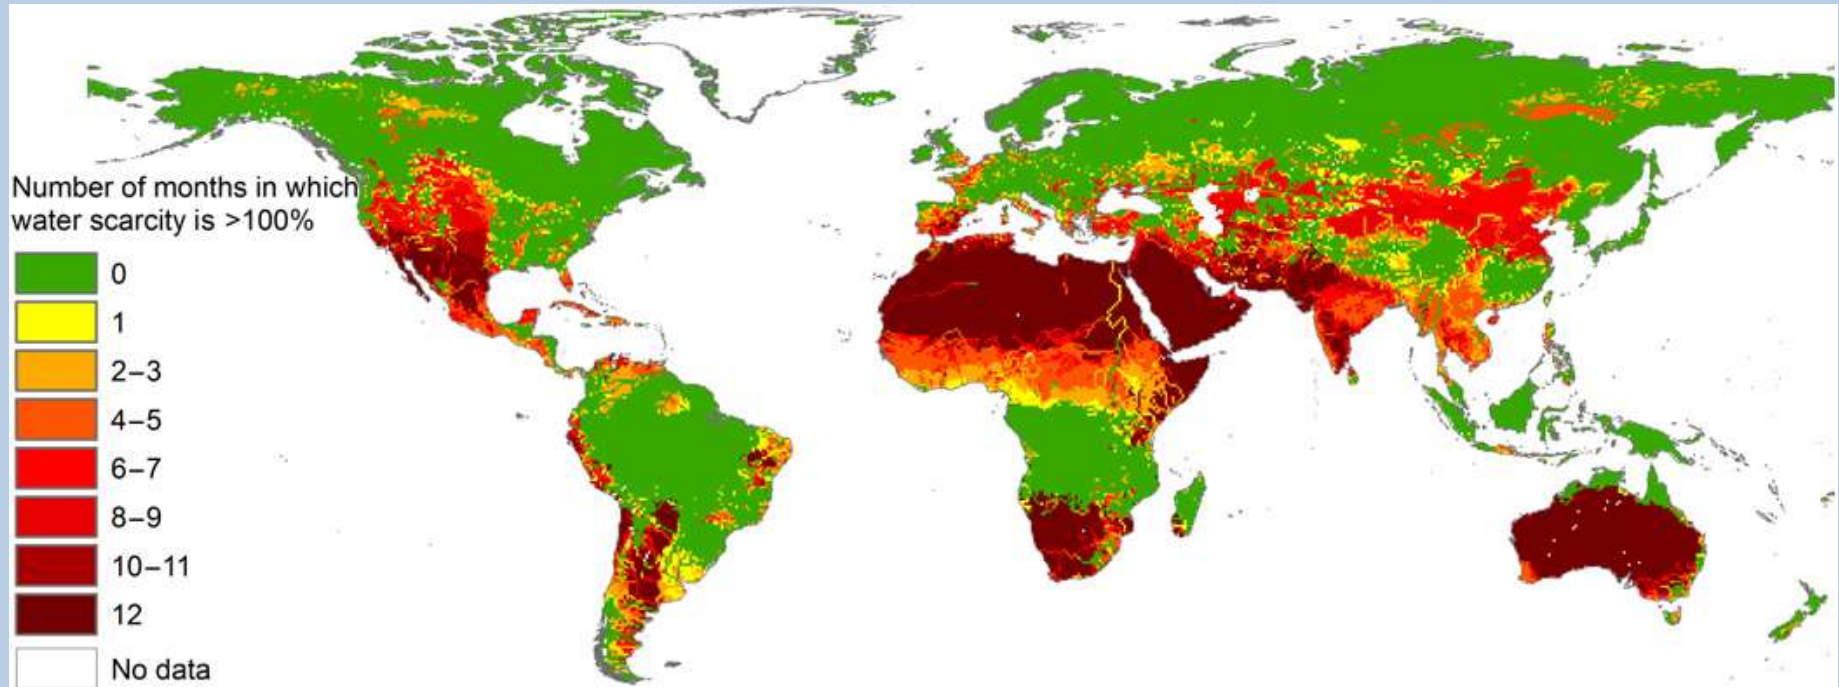 Number of months in which
water scarcity is >100%
0
1
2–3
4–5
6–7
8–9
10–11
12
No data